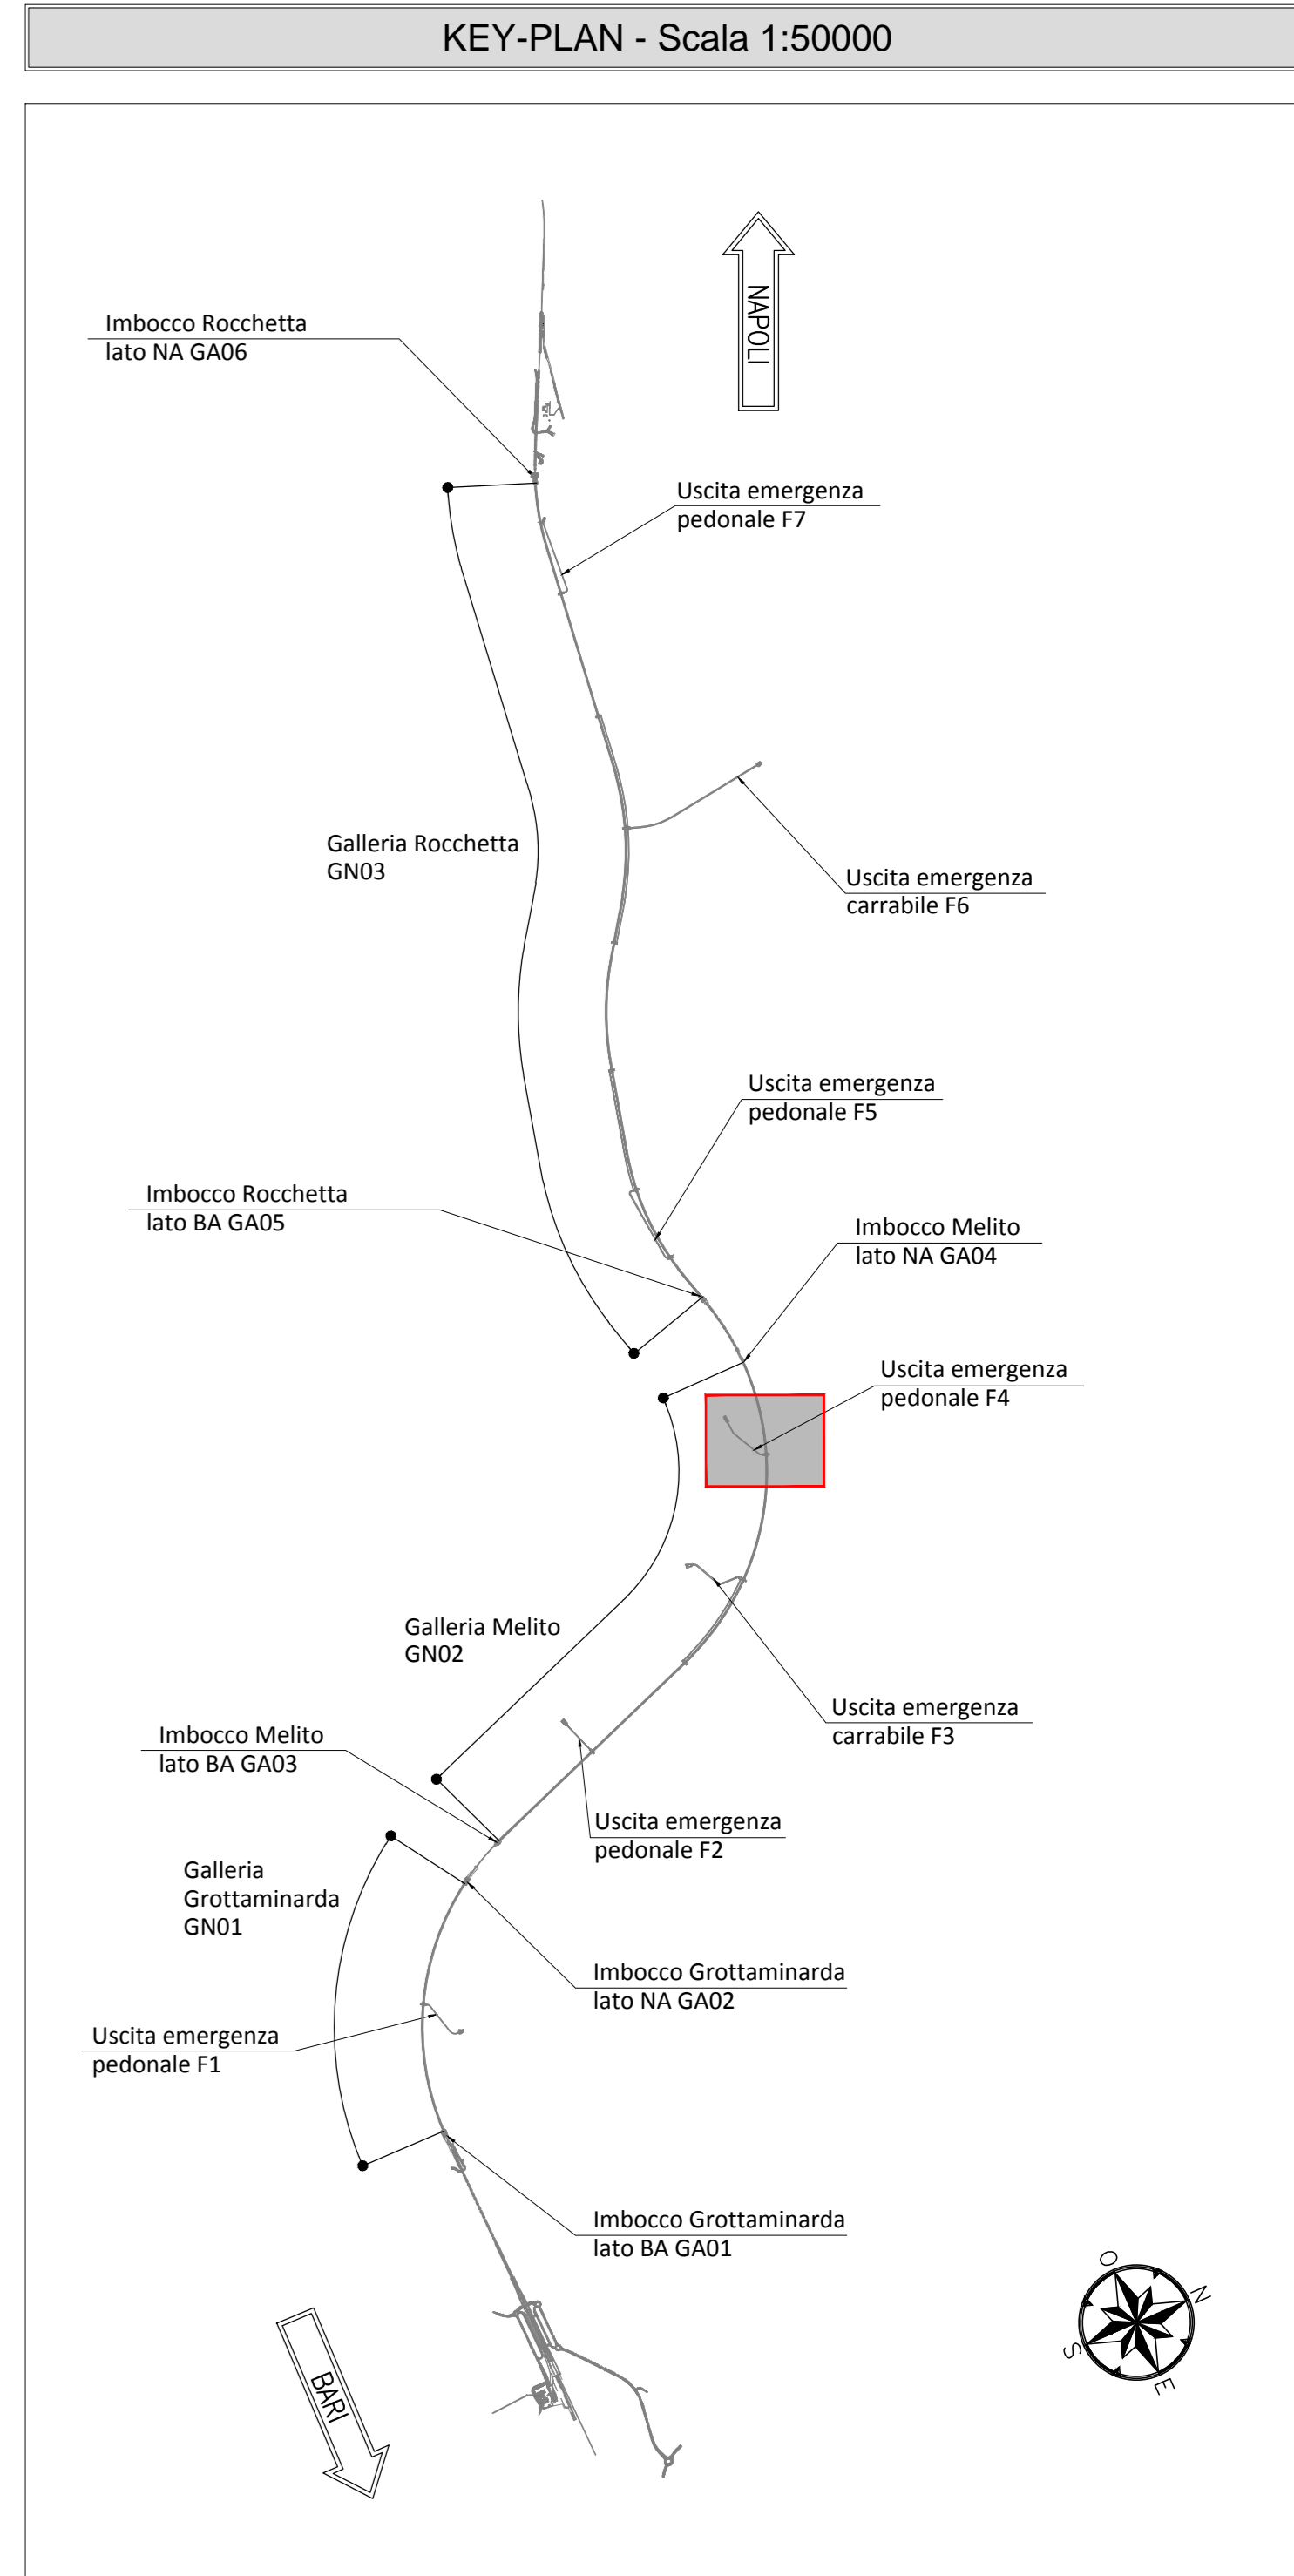 KEY-PLAN - Scala 1:50000
NAPOLI
Imbocco Rocchetta
lato NA GA06
Uscita emergenza
pedonale F7
Galleria Rocchetta
GN03
Uscita emergenza
carrabile F6
Uscita emergenza
pedonale F5
Imbocco Rocchetta
lato BA GA05
Imbocco Melito
lato NA GA04
Uscita emergenza
pedonale F4
Galleria Melito
GN02
Uscita emergenza
carrabile F3
Imbocco Melito
lato BA GA03
Uscita emergenza
pedonale F2
Galleria
Grottaminarda
GN01
Imbocco Grottaminarda
lato NA GA02
Uscita emergenza
pedonale F1
Imbocco Grottaminarda
lato BA GA01
O
N
S
E
BARI